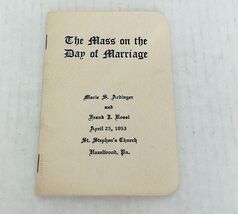 The Mass on the
Day of Marriage
Marie S. Ardinger
and
Frank I. Rossi
April 25, 1953
St. Stephen's Church
Hazelwood, Pa.